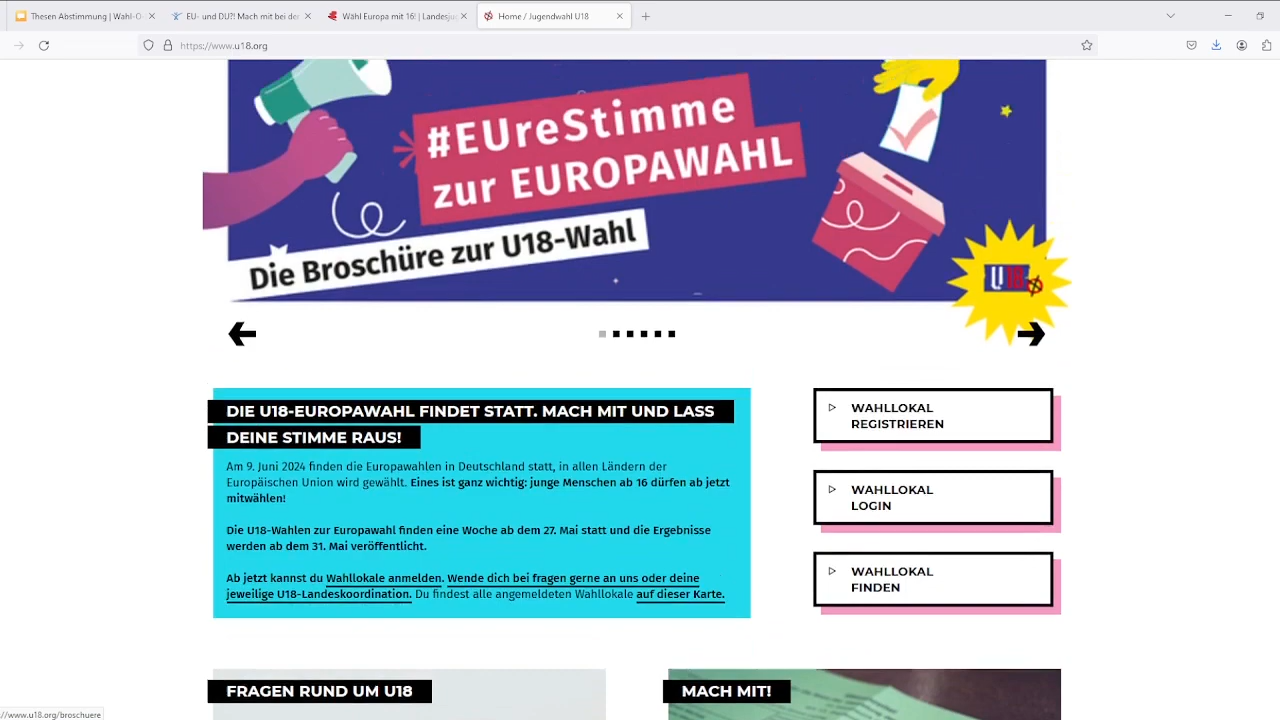 Thesen Abstimmung | Wahl-O
EU- und DU?! Mach mit bei der
Wähl Europa mit 16! | Landesjug
Home / Jugendwahl U18
https://www.u18.org
#EUreStimme
zur EUROPAWAHL
Die Broschüre zur U18-Wahl
U18
DIE U18-EUROPAWAHL FINDET STATT. MACH MIT UND LASS
DEINE STIMME RAUS!
Am 9. Juni 2024 finden die Europawahlen in Deutschland statt, in allen Ländern der
Europäischen Union wird gewählt. Eines ist ganz wichtig: junge Menschen ab 16 dürfen ab jetzt
mitwählen!
Die U18-Wahlen zur Europawahl finden eine Woche ab dem 27. Mai statt und die Ergebnisse
werden ab dem 31. Mai veröffentlicht.
Ab jetzt kannst du Wahllokale anmelden. Wende dich bei fragen gerne an uns oder deine
jeweilige U18-Landeskoordination. Du findest alle angemeldeten Wahllokale auf dieser Karte.
WAHLLOKAL
REGISTRIEREN
WAHLLOKAL
LOGIN
WAHLLOKAL
FINDEN
FRAGEN RUND UM U18
MACH MIT!
//www.u18.org/broschuere